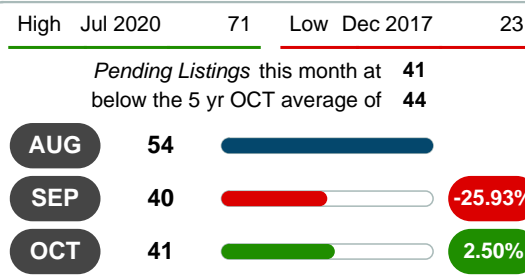 High Jul 2020 71 Low Dec 2017 23
Pending Listings this month at 41
below the 5 yr OCT average of 44
AUG 54
SEP 40 -25.93%
OCT 41 2.50%